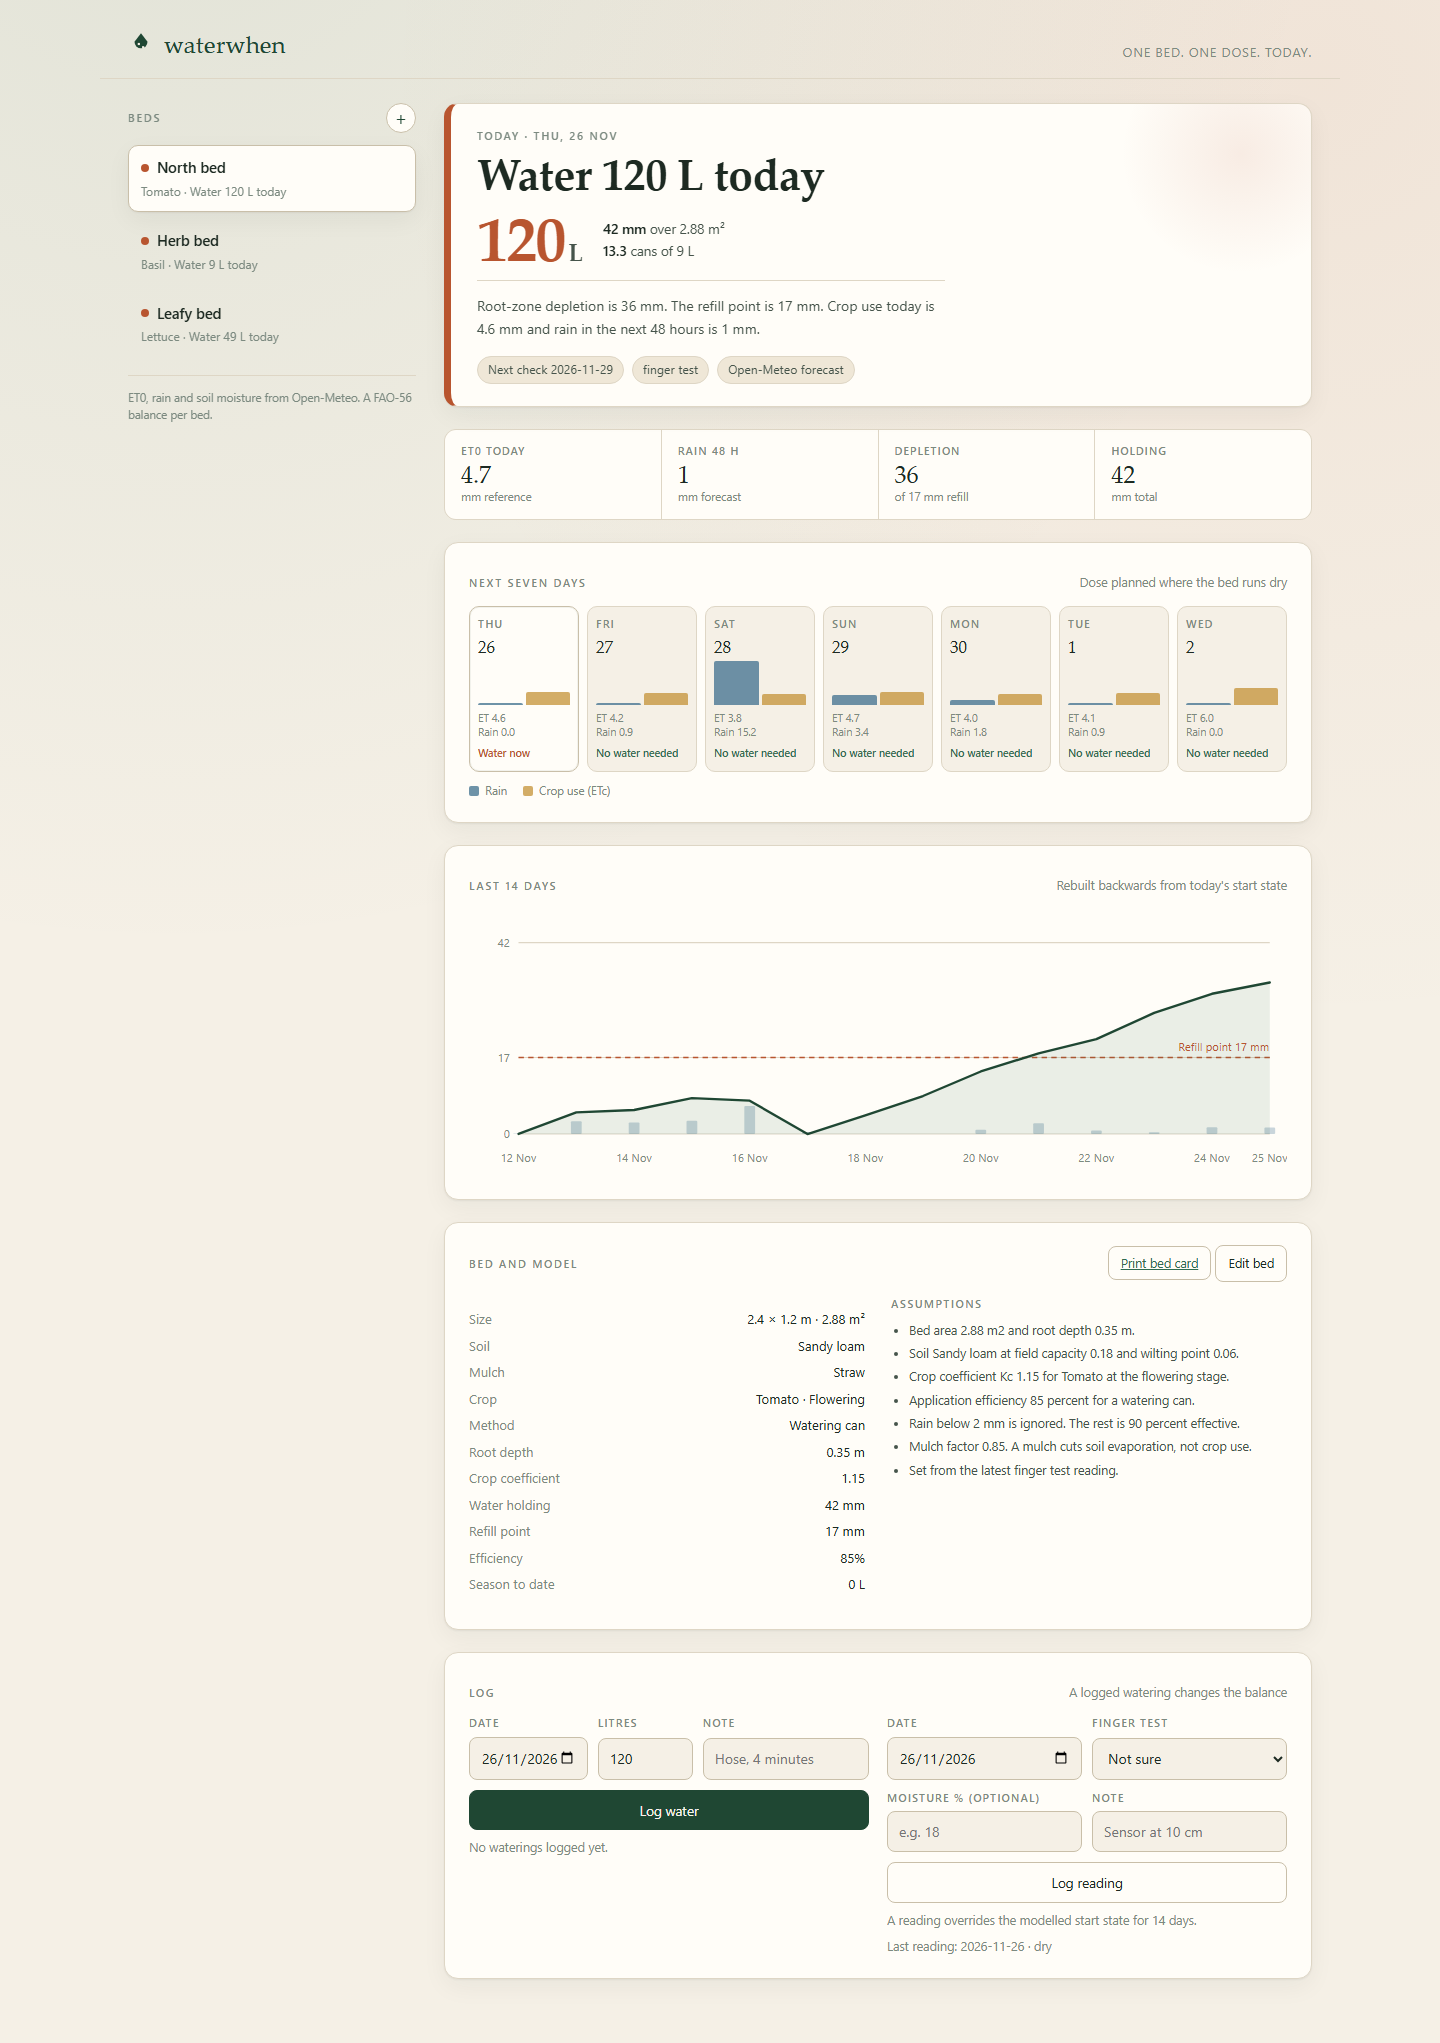 waterwhen
ONE BED. ONE DOSE. TODAY.
BEDS
+
North bed
Tomato · Water 120 L today
Herb bed
Basil · Water 9 L today
Leafy bed
Lettuce · Water 49 L today
ET0, rain and soil moisture from Open-Meteo. A FAO-56
balance per bed.
TODAY · THU, 26 NOV
Water 120 L today
120 L
42 mm over 2.88 m²
13.3 cans of 9 L
Root-zone depletion is 36 mm. The refill point is 17 mm. Crop use today is
4.6 mm and rain in the next 48 hours is 1 mm.
Next check 2026-11-29
finger test
Open-Meteo forecast
ET0 TODAY
4.7
mm reference
RAIN 48 H
1
mm forecast
DEPLETION
36
of 17 mm refill
HOLDING
42
mm total
NEXT SEVEN DAYS
Dose planned where the bed runs dry
THU
26
ET 4.6
Rain 0.0
Water now
FRI
27
ET 4.2
Rain 0.9
No water needed
SAT
28
ET 3.8
Rain 15.2
No water needed
SUN
29
ET 4.7
Rain 3.4
No water needed
MON
30
ET 4.0
Rain 1.8
No water needed
TUE
1
ET 4.1
Rain 0.9
No water needed
WED
2
ET 6.0
Rain 0.0
No water needed
Rain
Crop use (ETc)
LAST 14 DAYS
Rebuilt backwards from today's start state
42
17
Refill point 17 mm
0
12 Nov
14 Nov
16 Nov
18 Nov
20 Nov
22 Nov
24 Nov
25 Nov
BED AND MODEL
Print bed card
Edit bed
Size 2.4 × 1.2 m · 2.88 m²
Soil Sandy loam
Mulch Straw
Crop Tomato · Flowering
Method Watering can
Root depth 0.35 m
Crop coefficient 1.15
Water holding 42 mm
Refill point 17 mm
Efficiency 85%
Season to date 0 L
ASSUMPTIONS
• Bed area 2.88 m2 and root depth 0.35 m.
• Soil Sandy loam at field capacity 0.18 and wilting point 0.06.
• Crop coefficient Kc 1.15 for Tomato at the flowering stage.
• Application efficiency 85 percent for a watering can.
• Rain below 2 mm is ignored. The rest is 90 percent effective.
• Mulch factor 0.85. A mulch cuts soil evaporation, not crop use.
• Set from the latest finger test reading.
LOG
A logged watering changes the balance
DATE
LITRES
NOTE
26/11/2026
120
Hose, 4 minutes
Log water
No waterings logged yet.
DATE
FINGER TEST
26/11/2026
Not sure
MOISTURE % (OPTIONAL)
NOTE
e.g. 18
Sensor at 10 cm
Log reading
A reading overrides the modelled start state for 14 days.
Last reading: 2026-11-26 · dry